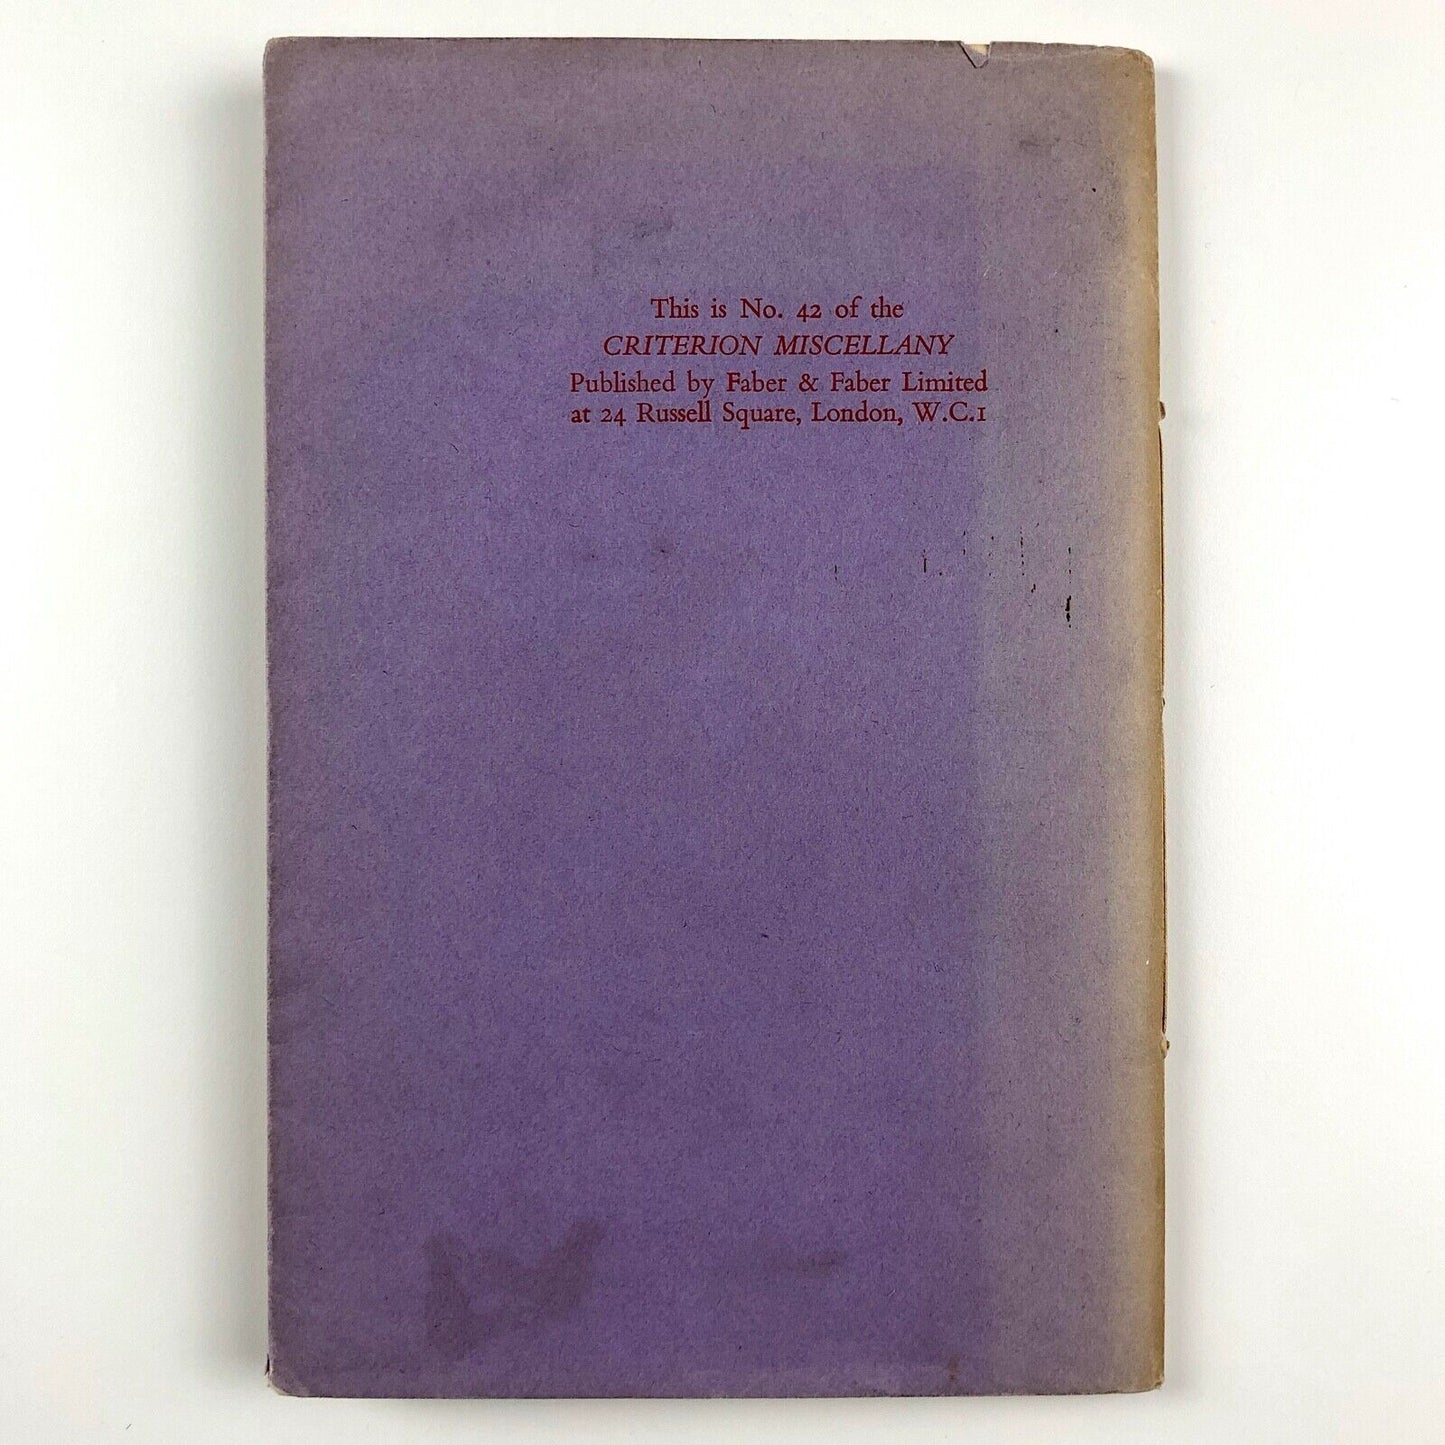 This is No. 42 of the
CRITERION MISCELLANY
Published by Faber & Faber Limited
at 24 Russell Square, London, W.C.1